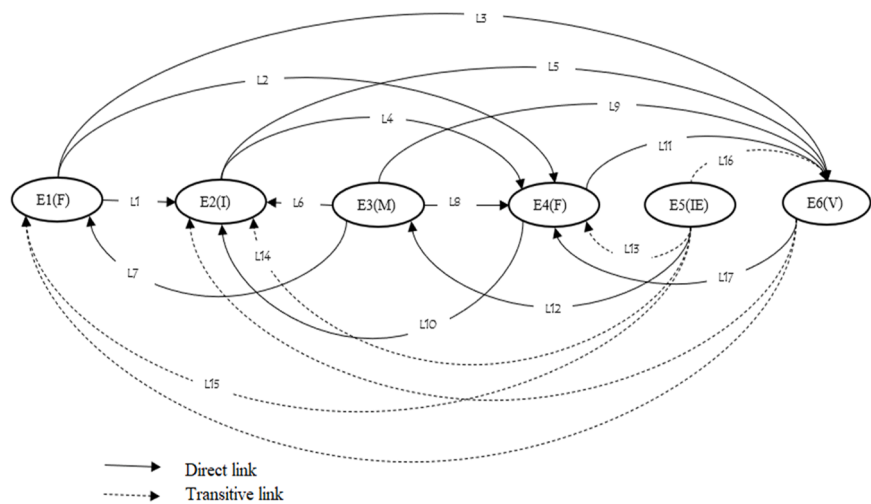 L3
L2
L5
L4
L9
L11
L16
E1(F)
L1
E2(I)
L6
E3(M)
L8
E4(F)
E5(IE)
E6(V)
L7
L14
L13
L10
L12
L17
L15
Direct link
Transitive link